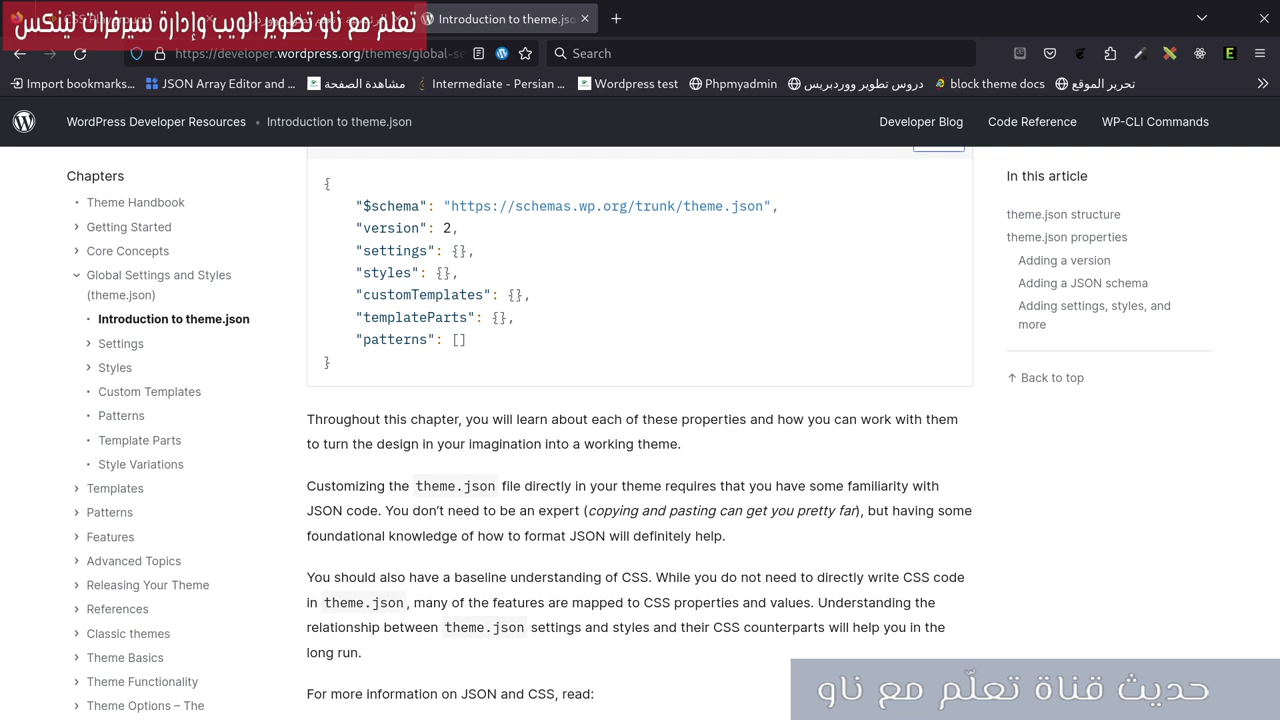 تعلّم مع ناو تطوير الويب وإدارة سيرفرات لينكس
Introduction to theme.jso
https://developer.wordpress.org/themes/global-se
Search
Import bookmarks...
JSON Array Editor and ...
مشاهدة الصفحة
Intermediate - Persian ...
Wordpress test
Phpmyadmin
دروس تطوير ووردبريس
block theme docs
تحرير الموقع
WordPress Developer Resources • Introduction to theme.json
Developer Blog
Code Reference
WP-CLI Commands
Chapters
Theme Handbook
Getting Started
Core Concepts
Global Settings and Styles
(theme.json)
Introduction to theme.json
Settings
Styles
Custom Templates
Patterns
Template Parts
Style Variations
Templates
Patterns
Features
Advanced Topics
Releasing Your Theme
References
Classic themes
Theme Basics
Theme Functionality
Theme Options – The
{
"$schema": "https://schemas.wp.org/trunk/theme.json",
"version": 2,
"settings": {},
"styles": {},
"customTemplates": {},
"templateParts": {},
"patterns": []
}
Throughout this chapter, you will learn about each of these properties and how you can work with them
to turn the design in your imagination into a working theme.
Customizing the theme.json file directly in your theme requires that you have some familiarity with
JSON code. You don’t need to be an expert (copying and pasting can get you pretty far), but having some
foundational knowledge of how to format JSON will definitely help.
You should also have a baseline understanding of CSS. While you do not need to directly write CSS code
in theme.json, many of the features are mapped to CSS properties and values. Understanding the
relationship between theme.json settings and styles and their CSS counterparts will help you in the
long run.
For more information on JSON and CSS, read:
In this article
theme.json structure
theme.json properties
Adding a version
Adding a JSON schema
Adding settings, styles, and
more
↑ Back to top
حديث قناة تعلّم مع ناو